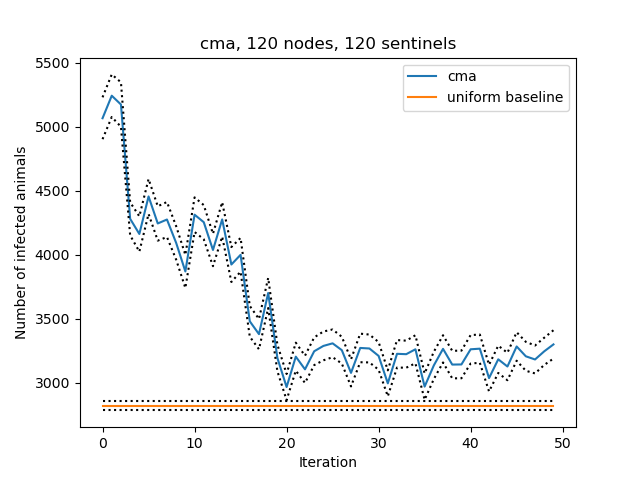 cma, 120 nodes, 120 sentinels
5500
5000
4500
4000
3500
3000
Number of infected animals
cma
uniform baseline
0
10
20
30
40
50
Iteration